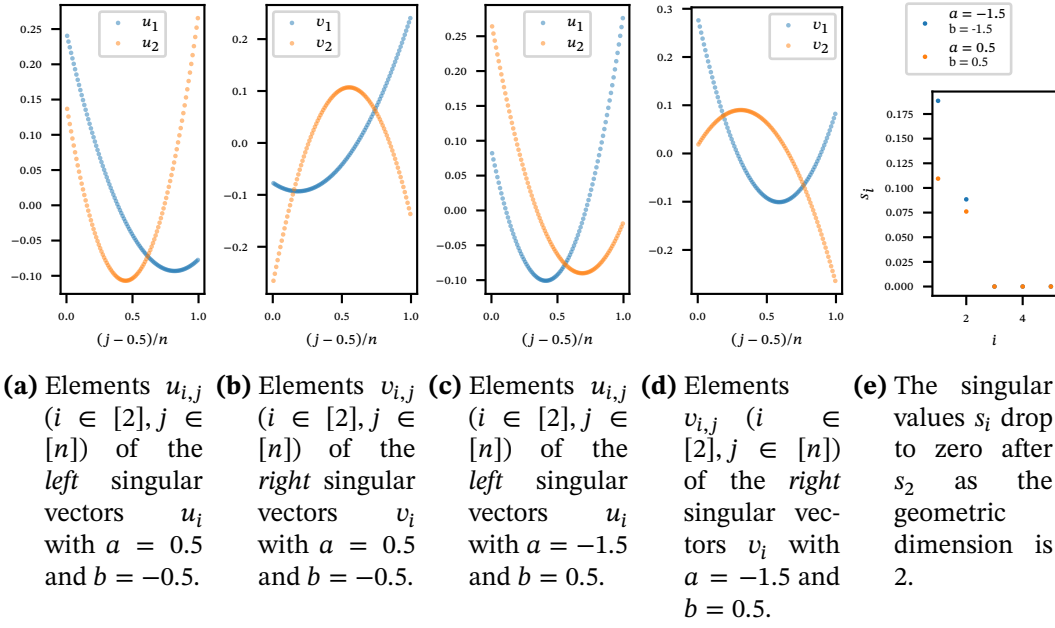 u1
u2
0.25
0.20
0.15
0.10
0.05
0.00
−0.05
−0.10
0.0
0.5
1.0
(j − 0.5)/n
v1
v2
0.2
0.1
0.0
−0.1
−0.2
0.0
0.5
1.0
(j − 0.5)/n
u1
u2
0.25
0.20
0.15
0.10
0.05
0.00
−0.05
−0.10
0.0
0.5
1.0
(j − 0.5)/n
v1
v2
0.3
0.2
0.1
0.0
−0.1
−0.2
0.0
0.5
1.0
(j − 0.5)/n
a = −1.5
b = -1.5
a = 0.5
b = 0.5
si
0.175
0.150
0.125
0.100
0.075
0.050
0.025
0.000
2
4
i
(a) Elements ui,j
(i ∈ [2], j ∈
[n]) of the
left singular
vectors ui
with a = 0.5
and b = −0.5.
(b) Elements vi,j
(i ∈ [2], j ∈
[n]) of the
right singular
vectors vi
with a = 0.5
and b = −0.5.
(c) Elements ui,j
(i ∈ [2], j ∈
[n]) of the
left singular
vectors ui
with a = −1.5
and b = 0.5.
(d) Elements
vi,j (i ∈
[2], j ∈ [n])
of the right
singular vec-
tors vi with
a = −1.5 and
b = 0.5.
(e) The singular
values si drop
to zero after
s2 as the
geometric
dimension is
2.